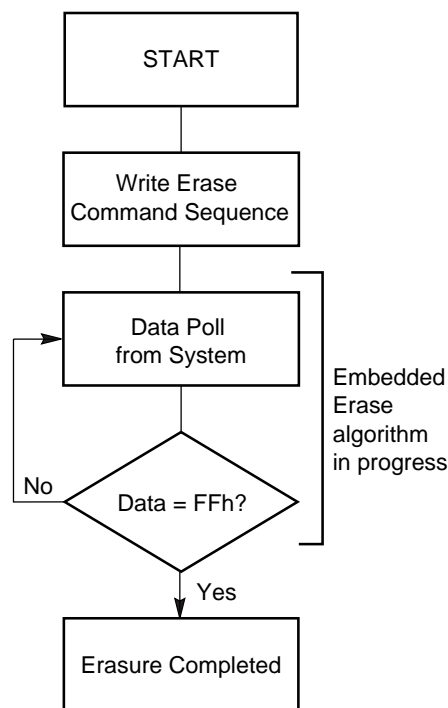 START
Write Erase
Command Sequence
Data Poll
from System
Embedded
Erase
algorithm
in progress
No
Data = FFh?
Yes
Erasure Completed